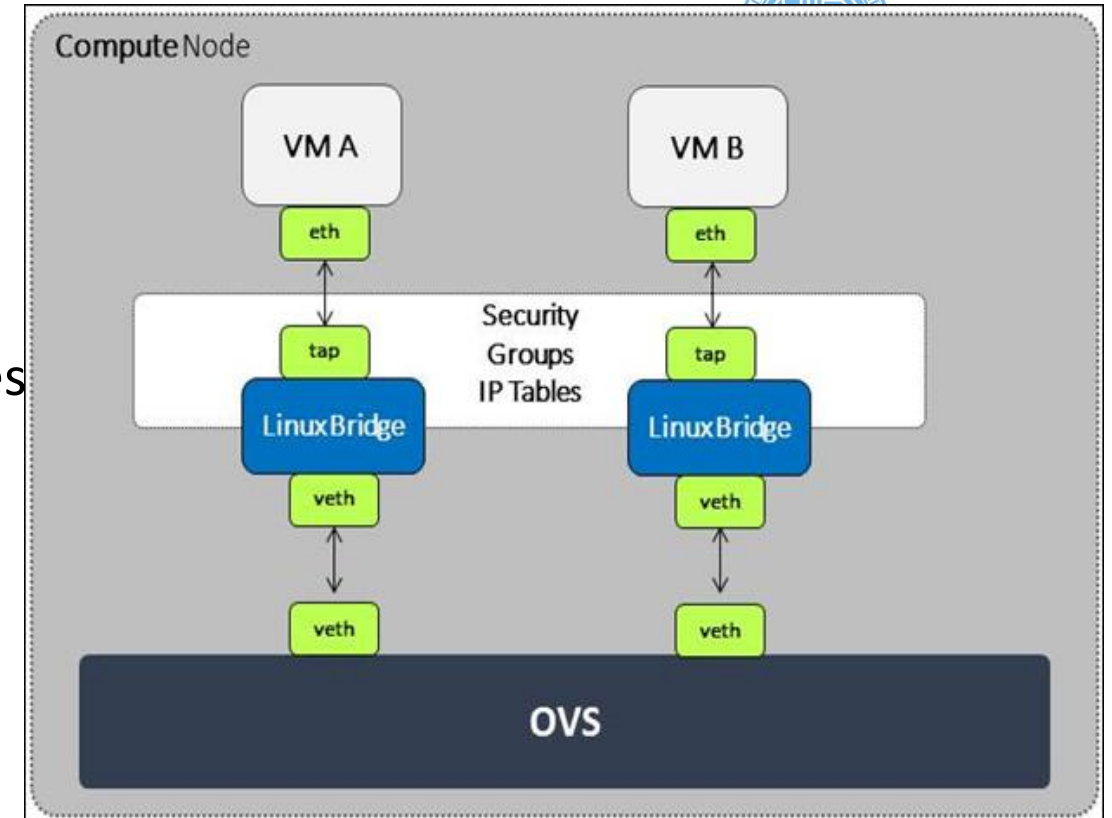 Compute Node
VM A
VM B
eth
eth
Security
Groups
IP Tables
tap
tap
es
LinuxBridge
LinuxBridge
veth
veth
veth
veth
OVS